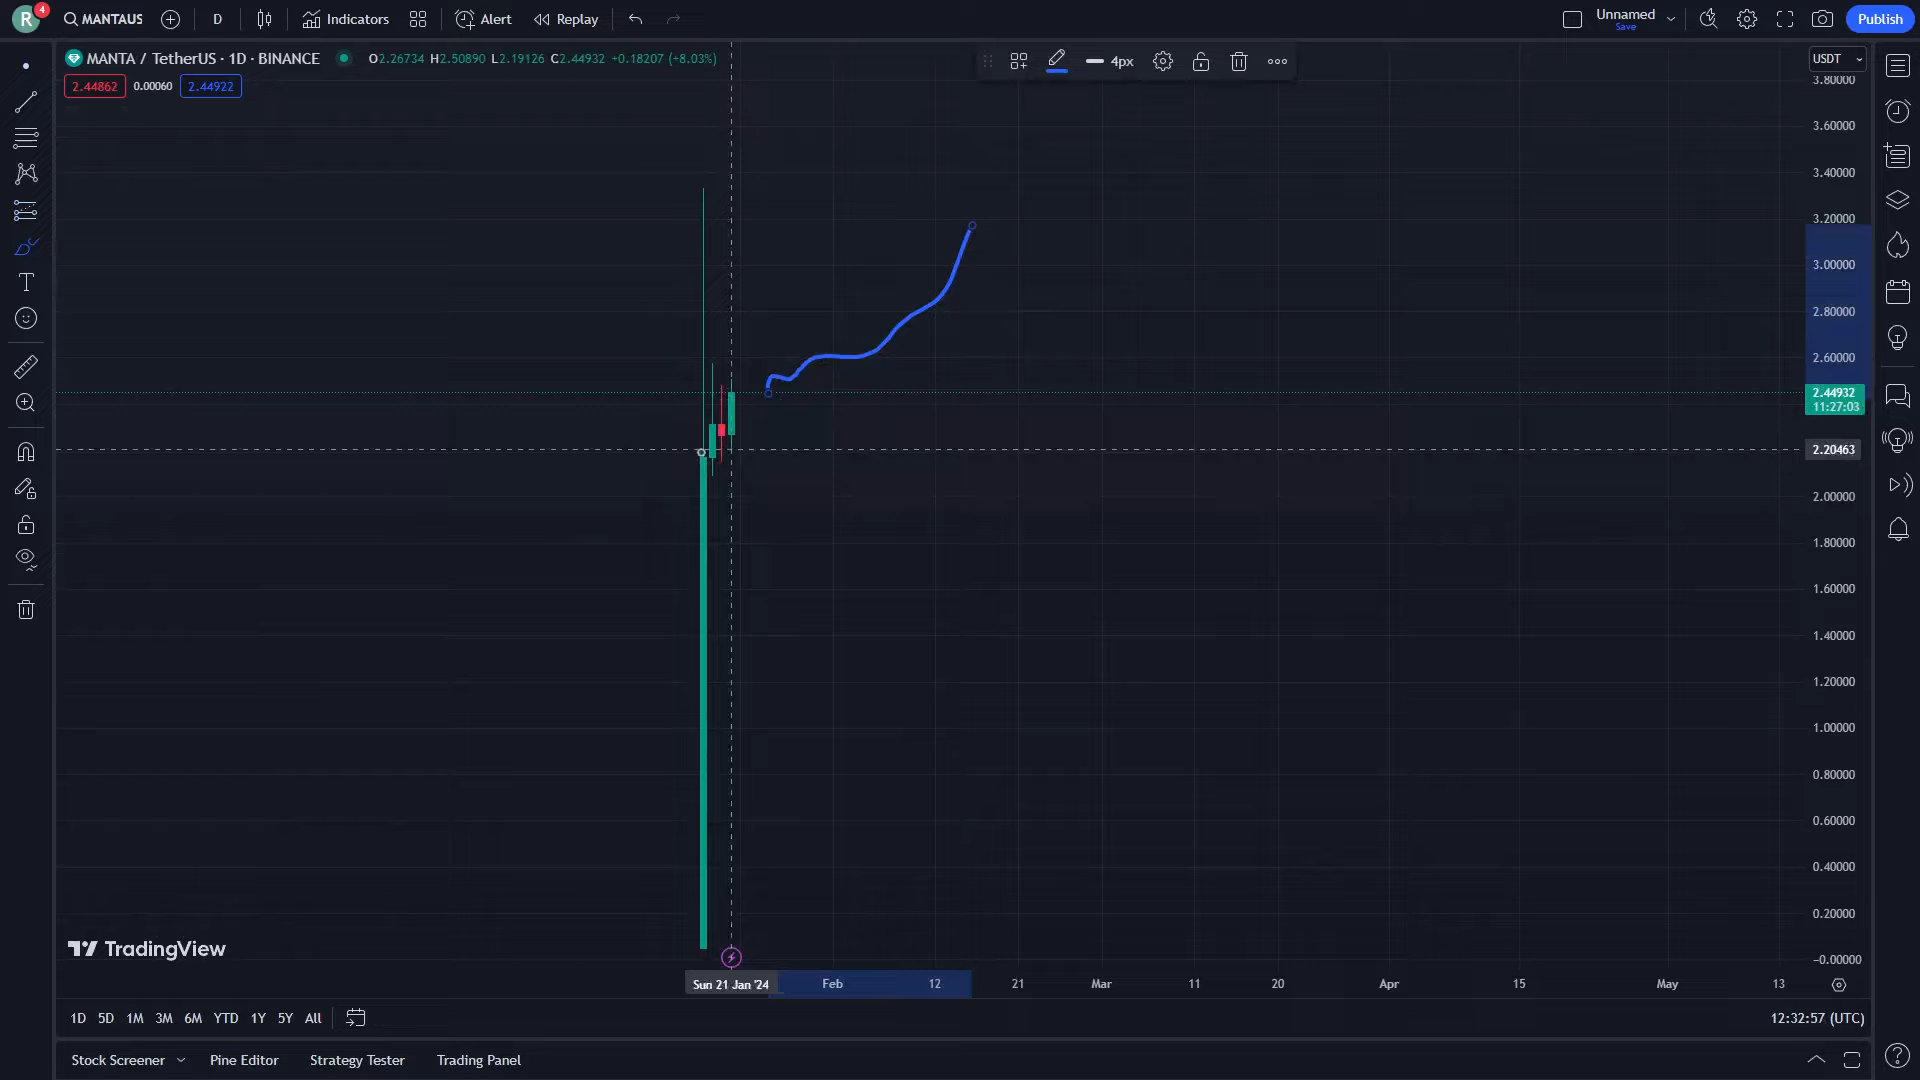 R 4 MANTAUS D Indicators Alert Replay Unnamed Save Publish
MANTA / TetherUS · 1D · BINANCE O2.26734 H2.50890 L2.19126 C2.44932 +0.18207 (+8.03%)
4px
USDT
2.44862 0.00060 2.44922
3.80000
3.60000
3.40000
3.20000
3.00000
2.80000
2.60000
2.44932
11:27:03
2.20463
2.00000
1.80000
1.60000
1.40000
1.20000
1.00000
0.80000
0.60000
0.40000
0.20000
−0.00000
TradingView
Sun 21 Jan '24 Feb 12 21 Mar 11 20 Apr 15 May 13
1D 5D 1M 3M 6M YTD 1Y 5Y All 12:32:57 (UTC)
Stock Screener Pine Editor Strategy Tester Trading Panel